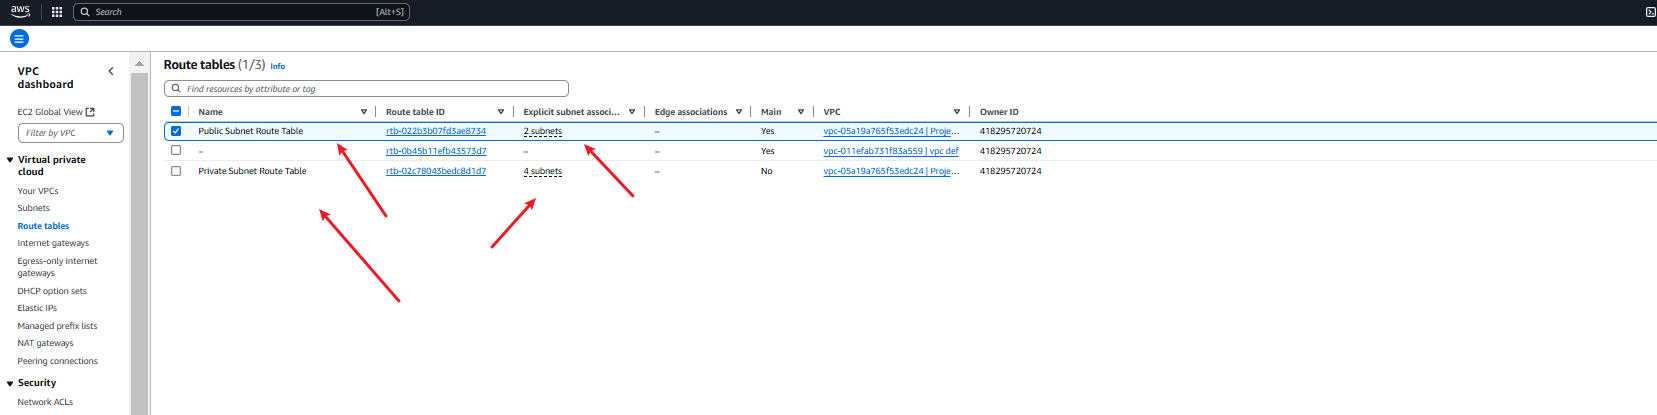 aws
Search [Alt+S]
VPC dashboard
EC2 Global View
Filter by VPC
Virtual private cloud
Your VPCs
Subnets
Route tables
Internet gateways
Egress-only internet gateways
DHCP option sets
Elastic IPs
Managed prefix lists
NAT gateways
Peering connections
Security
Network ACLs
Route tables (1/3) Info
Find resources by attribute or tag
Name Route table ID Explicit subnet associ... Edge associations Main VPC Owner ID
Public Subnet Route Table rtb-022b3b07fd3ae8734 2 subnets – Yes vpc-05a19a765f53edc24 | Proje... 418295720724
– rtb-0b45b11efb43573d7 – – Yes vpc-011efab731f83a559 | vpc def 418295720724
Private Subnet Route Table rtb-02c78043bedc8d1d7 4 subnets – No vpc-05a19a765f53edc24 | Proje... 418295720724